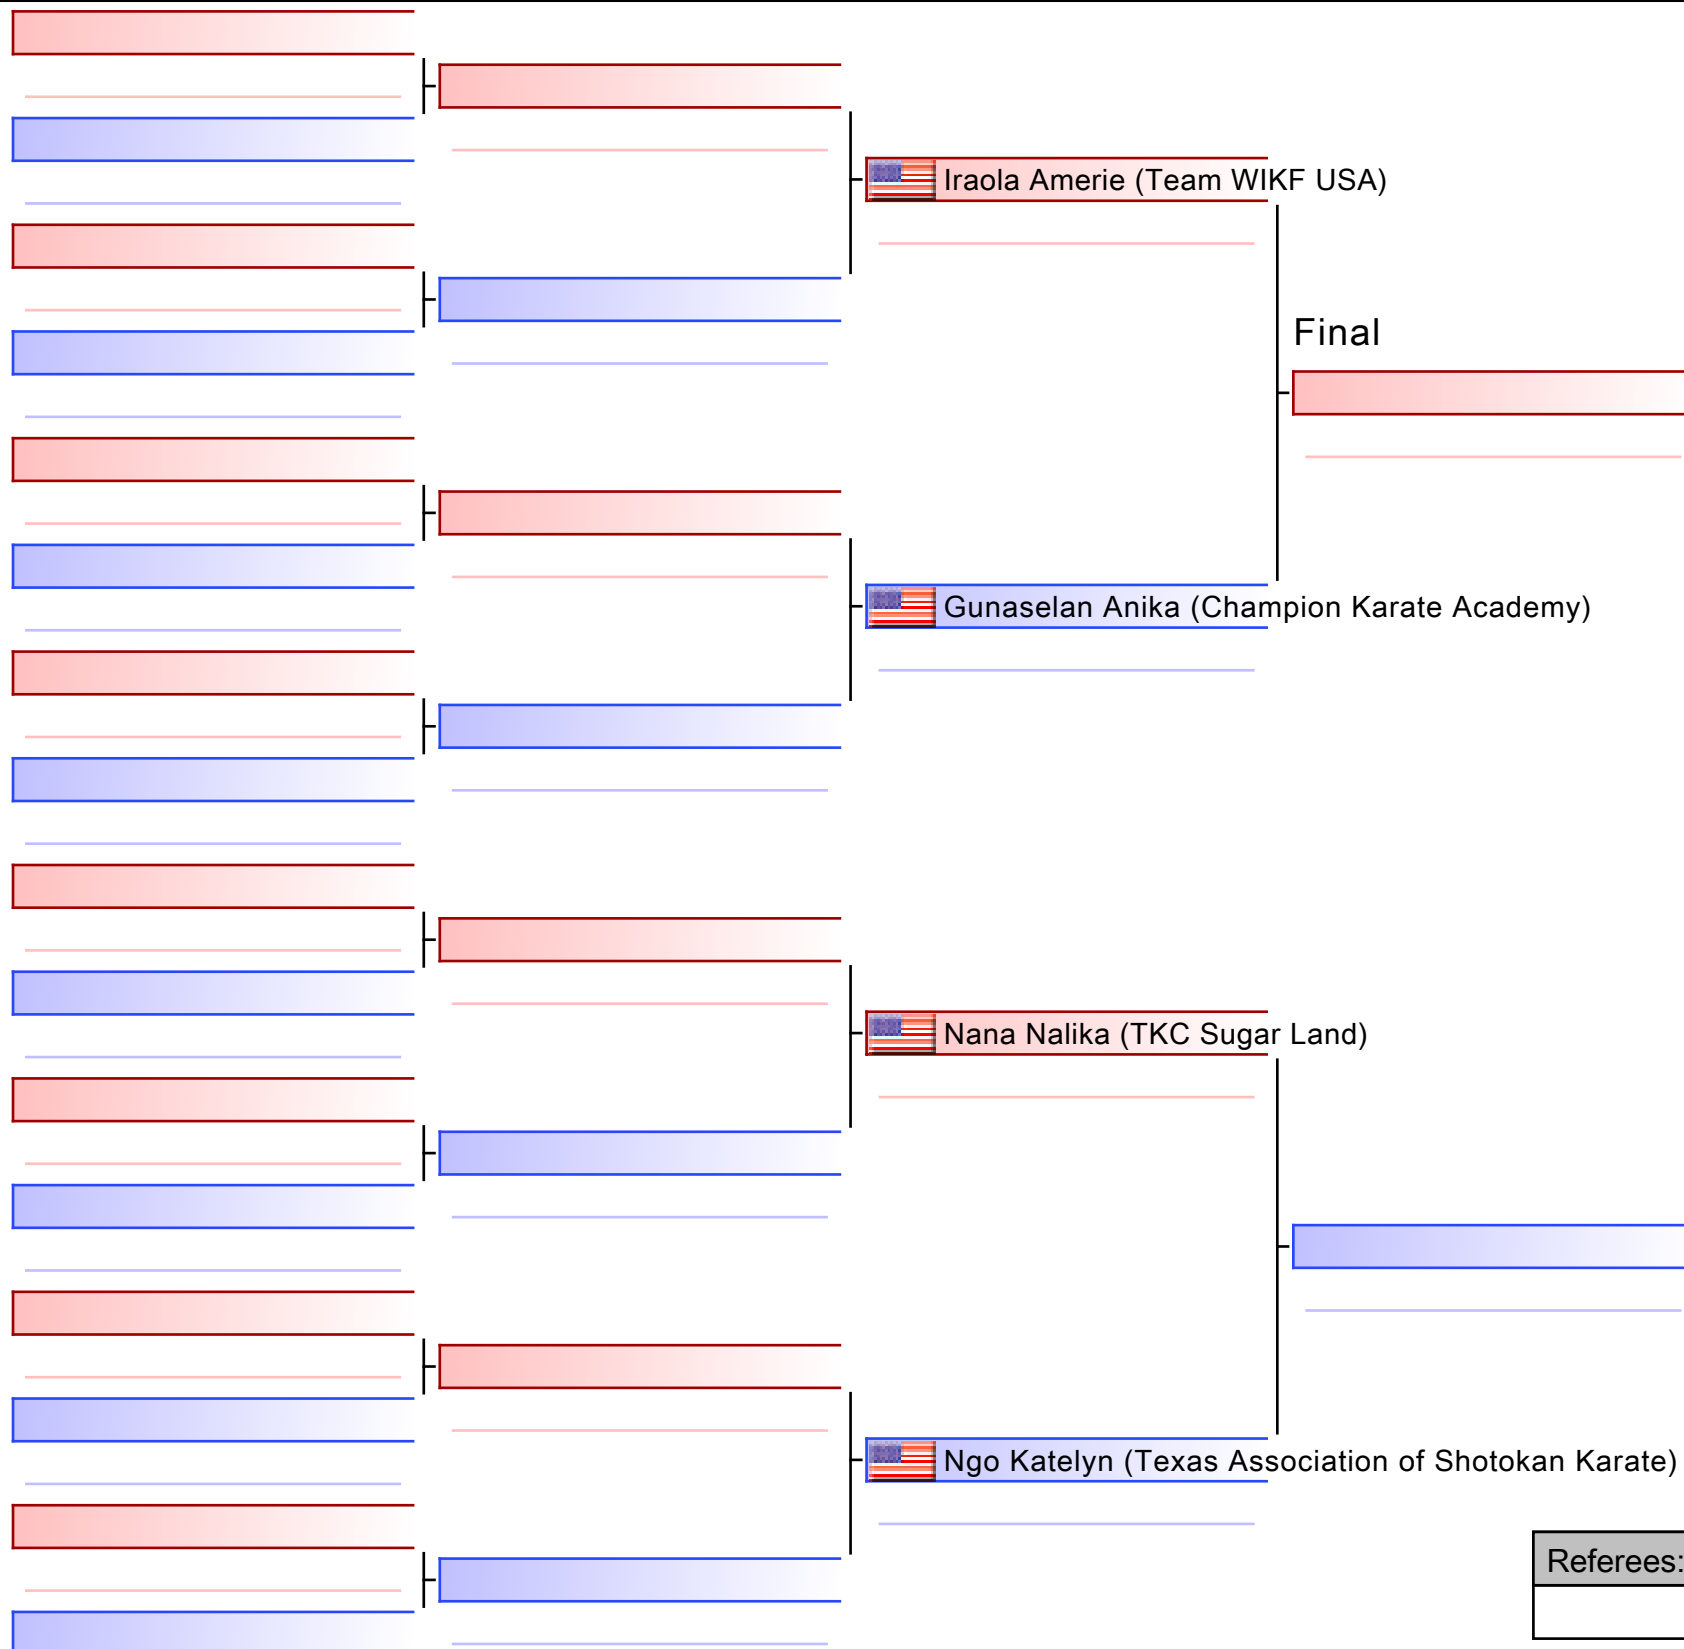 Iraola Amerie (Team WIKF USA)
Final
Gunaselan Anika (Champion Karate Academy)
Nana Nalika (TKC Sugar Land)
Ngo Katelyn (Texas Association of Shotokan Karate)
Referees: